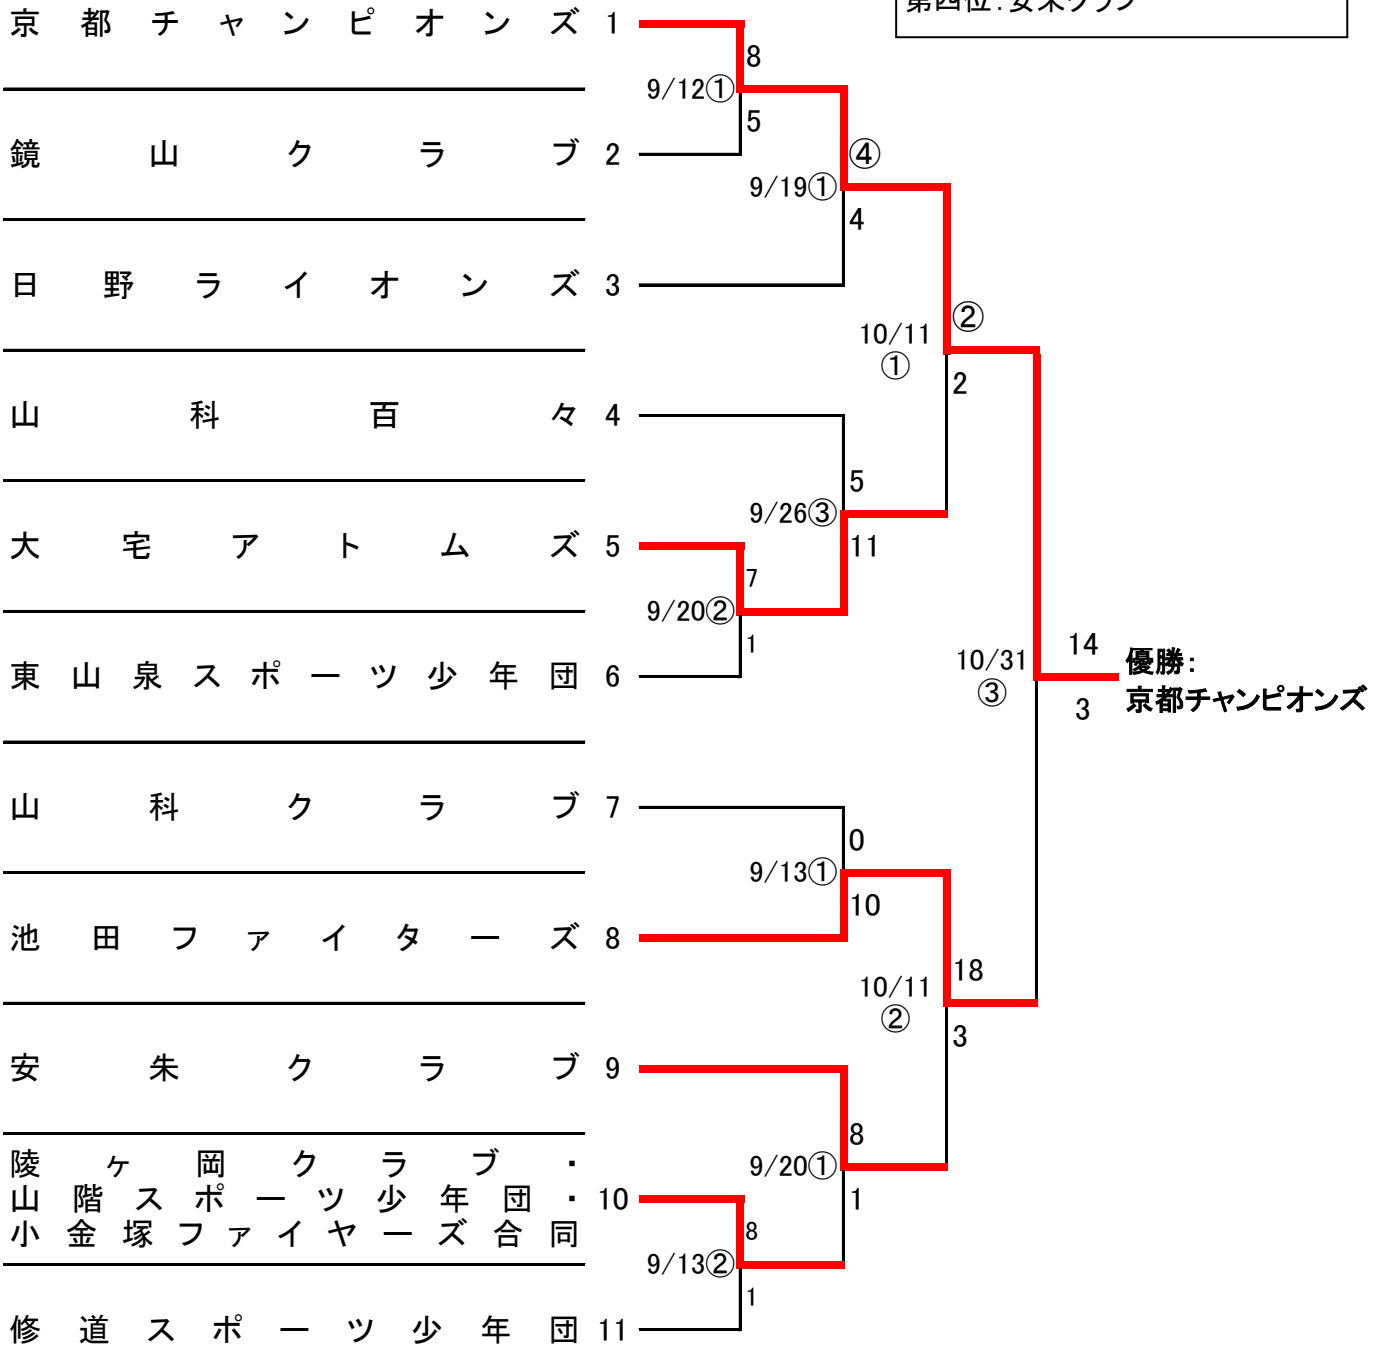 京都チャンピオンズ 1
8
9/12①
5
鏡山クラブ 2
④
9/19①
4
日野ライオンズ 3
②
10/11
①
2
山科百々 4
5
9/26③
11
大宅アトムズ 5
7
9/20②
1
東山泉スポーツ少年団 6
14
10/31
③
3
優勝:
京都チャンピオンズ
山科クラブ 7
0
9/13①
10
池田ファイターズ 8
18
10/11
②
3
安朱クラブ 9
8
9/20①
1
陵ヶ岡クラブ・
山階スポーツ少年団・ 10
小金塚ファイヤーズ合同
8
9/13②
1
修道スポーツ少年団 11